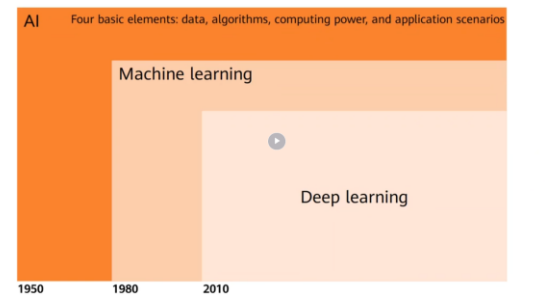 AI Four basic elements: data, algorithms, computing power, and application scenarios
Machine learning
Deep learning
1950 1980 2010